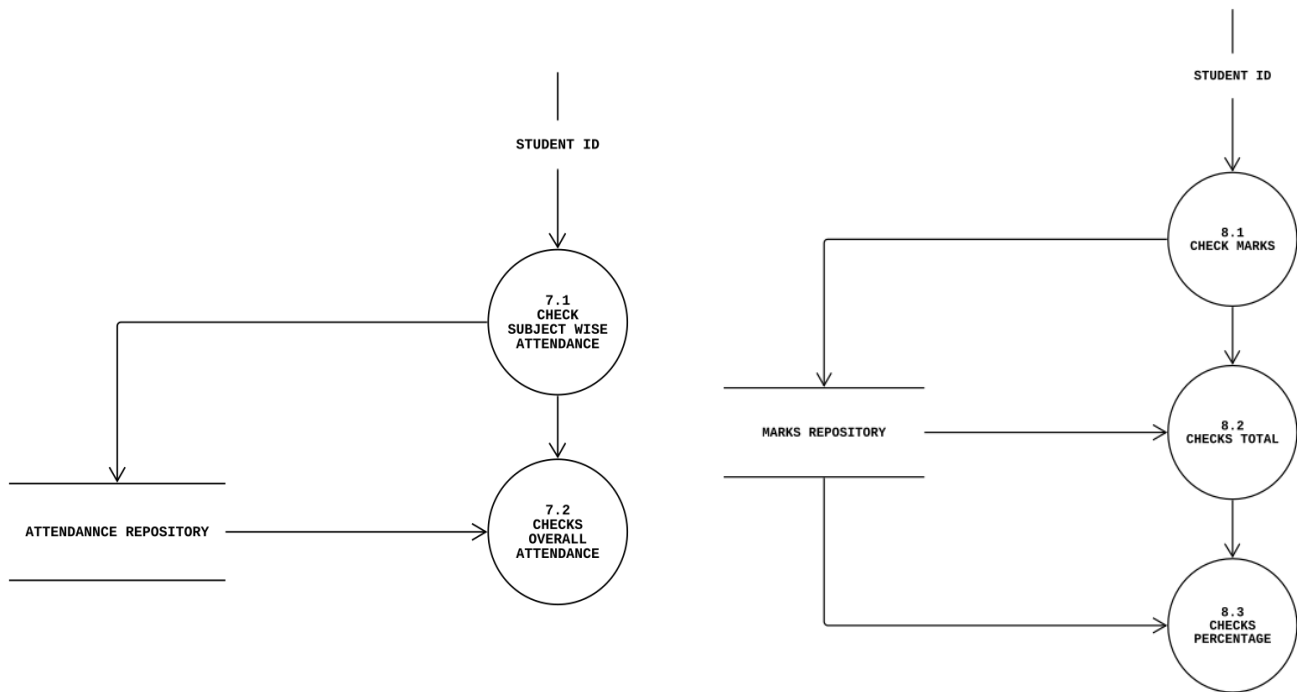 STUDENT ID
7.1
CHECK
SUBJECT WISE
ATTENDANCE
ATTENDANNCE REPOSITORY
7.2
CHECKS
OVERALL
ATTENDANCE
STUDENT ID
8.1
CHECK MARKS
MARKS REPOSITORY
8.2
CHECKS TOTAL
8.3
CHECKS
PERCENTAGE